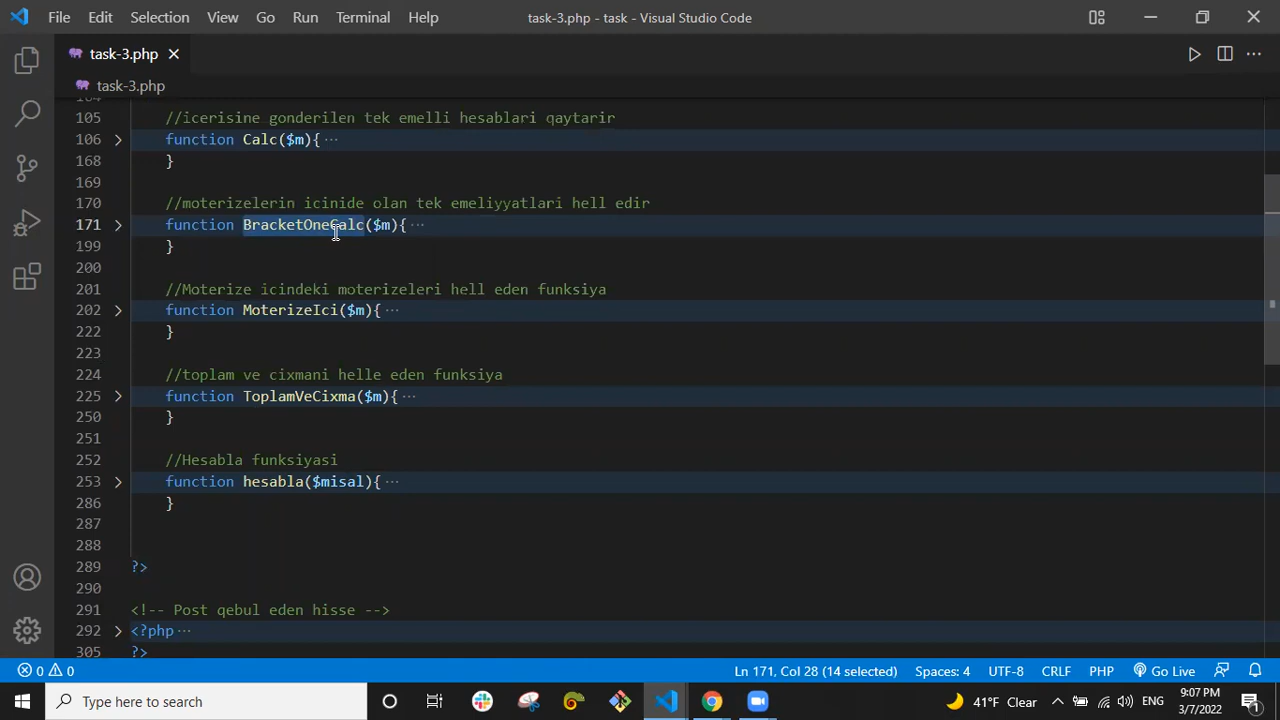 File Edit Selection View Go Run Terminal Help task-3.php - task - Visual Studio Code
task-3.php
task-3.php
105 //icerisine gonderilen tek emelli hesablari qaytarir
106 function Calc($m){ ···
168 }
169
170 //moterizelerin icinide olan tek emeliyyatlari hell edir
171 function BracketOneCalc($m){ ···
199 }
200
201 //Moterize icindeki moterizeleri hell eden funksiya
202 function MoterizeIci($m){ ···
222 }
223
224 //toplam ve cixmani helle eden funksiya
225 function ToplamVeCixma($m){ ···
250 }
251
252 //Hesabla funksiyasi
253 function hesabla($misal){ ···
286 }
287
288
289 ?>
290
291 <!-- Post qebul eden hisse -->
292 <?php ···
305 ?>
0 0 Ln 171, Col 28 (14 selected) Spaces: 4 UTF-8 CRLF PHP Go Live
Type here to search 41°F Clear ENG 9:07 PM
3/7/2022 1